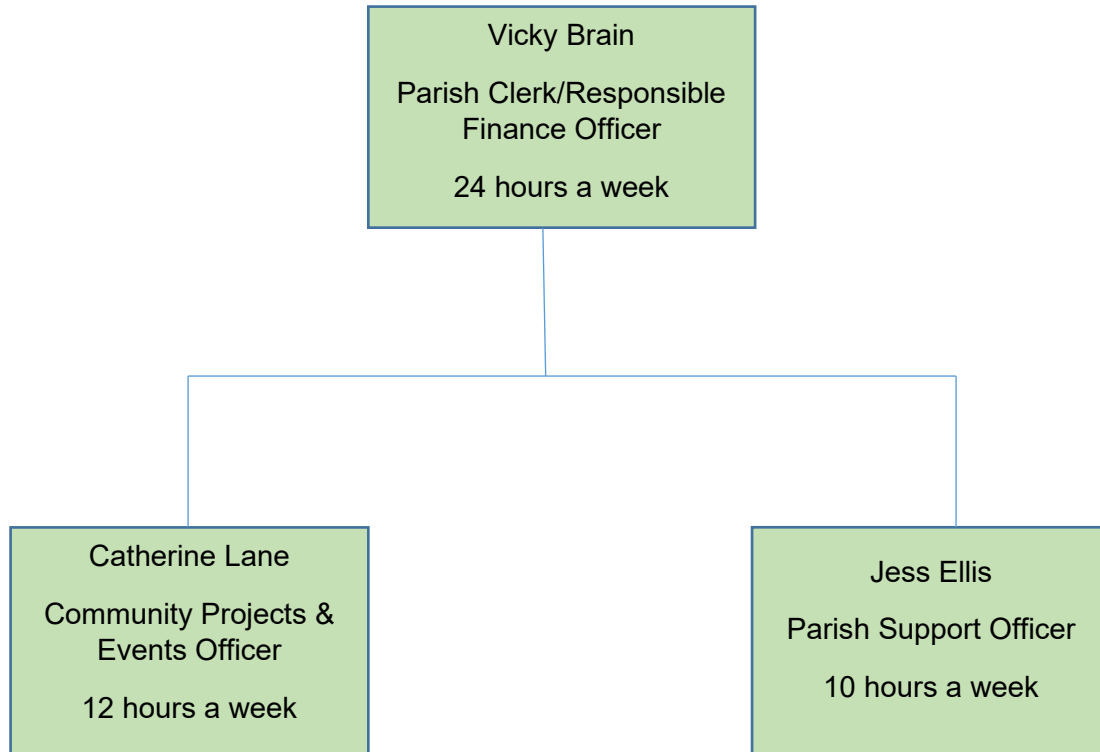 Vicky Brain
Parish Clerk/Responsible
Finance Officer
24 hours a week
Catherine Lane
Community Projects &
Events Officer
12 hours a week
Jess Ellis
Parish Support Officer
10 hours a week